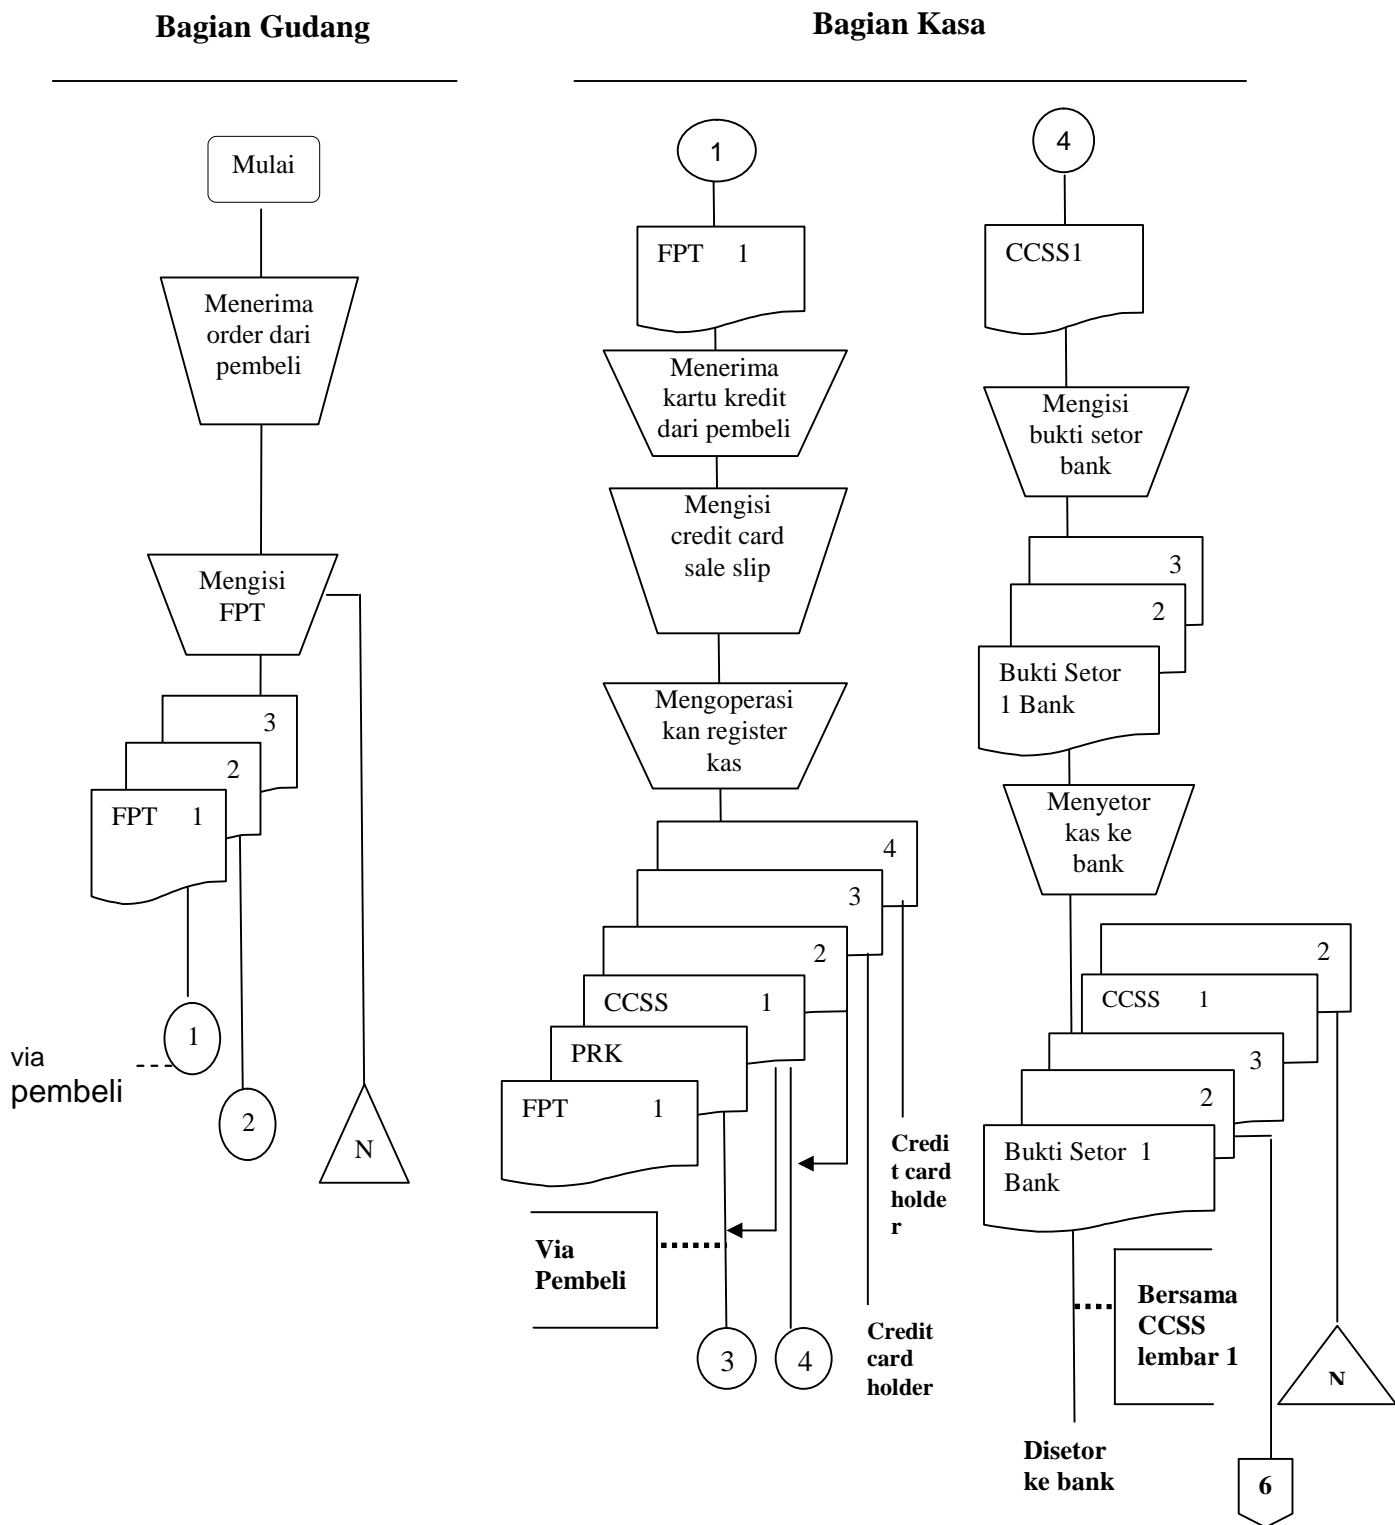 Bagian Gudang
Mulai
Menerima
order dari
pembeli
Mengisi
FPT
3
2
FPT 1
1
via
pembeli
2
N
Bagian Kasa
1
FPT 1
Menerima
kartu kredit
dari pembeli
Mengisi
credit card
sale slip
Mengoperasi
kan register
kas
4
3
2
CCSS 1
PRK
FPT 1
Credi
t card
holde
r
Via
Pembeli
3
4
Credit
card
holder
4
CCSS1
Mengisi
bukti setor
bank
3
2
Bukti Setor
1 Bank
Menyetor
kas ke
bank
2
CCSS 1
3
2
Bukti Setor 1
Bank
Bersama
CCSS
lembar 1
N
Disetor
ke bank
6